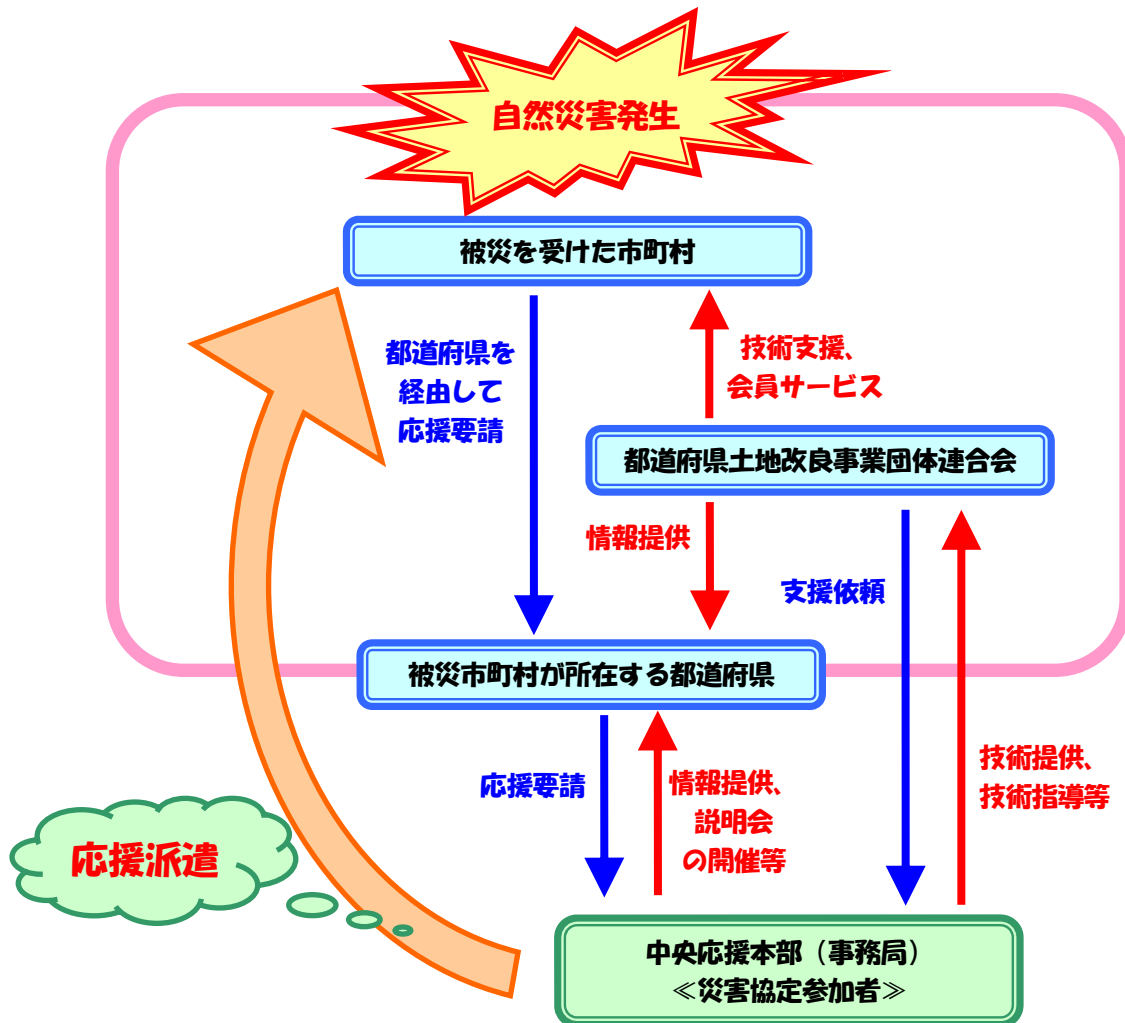 自然災害発生
被災を受けた市町村
都道府県を
経由して
応援要請
技術支援、
会員サービス
都道府県土地改良事業団体連合会
情報提供
支援依頼
被災市町村が所在する都道府県
応援要請
情報提供、
説明会
の開催等
技術提供、
技術指導等
応援派遣
中央応援本部（事務局）
≪災害協定参加者≫